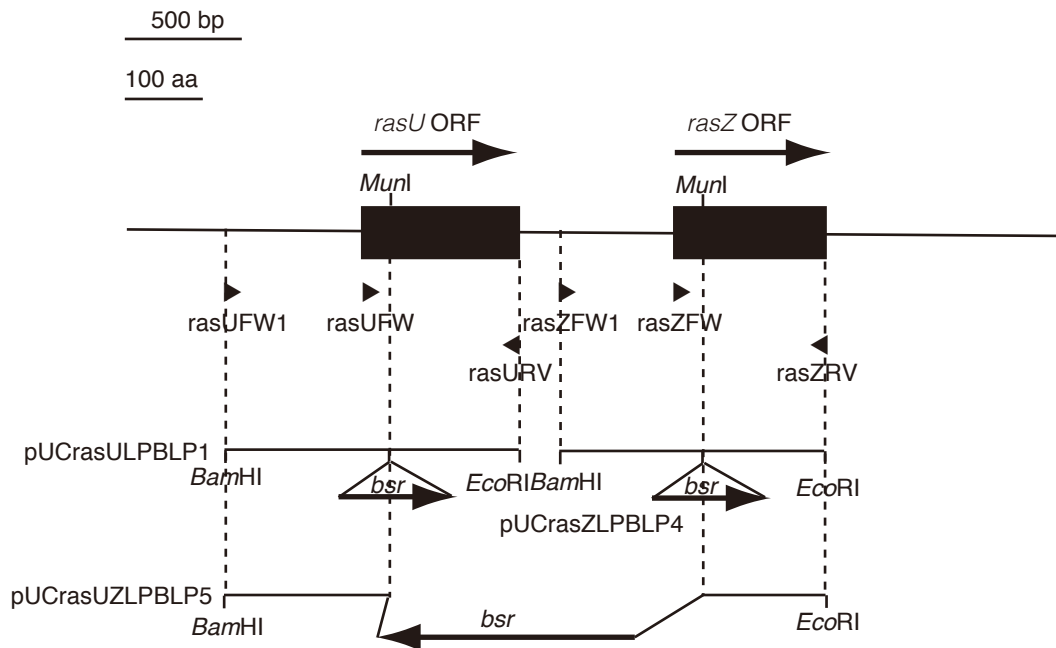 500 bp
100 aa
rasU ORF
rasZ ORF
MunI
MunI
rasUFW1
rasUFW
rasZFW1
rasZFW
rasURV
rasZRV
pUCrasULPBLP1
BamHI
bsr
EcoRI
BamHI
bsr
EcoRI
pUCrasZLPBLP4
pUCrasUZLPBLP5
BamHI
bsr
EcoRI